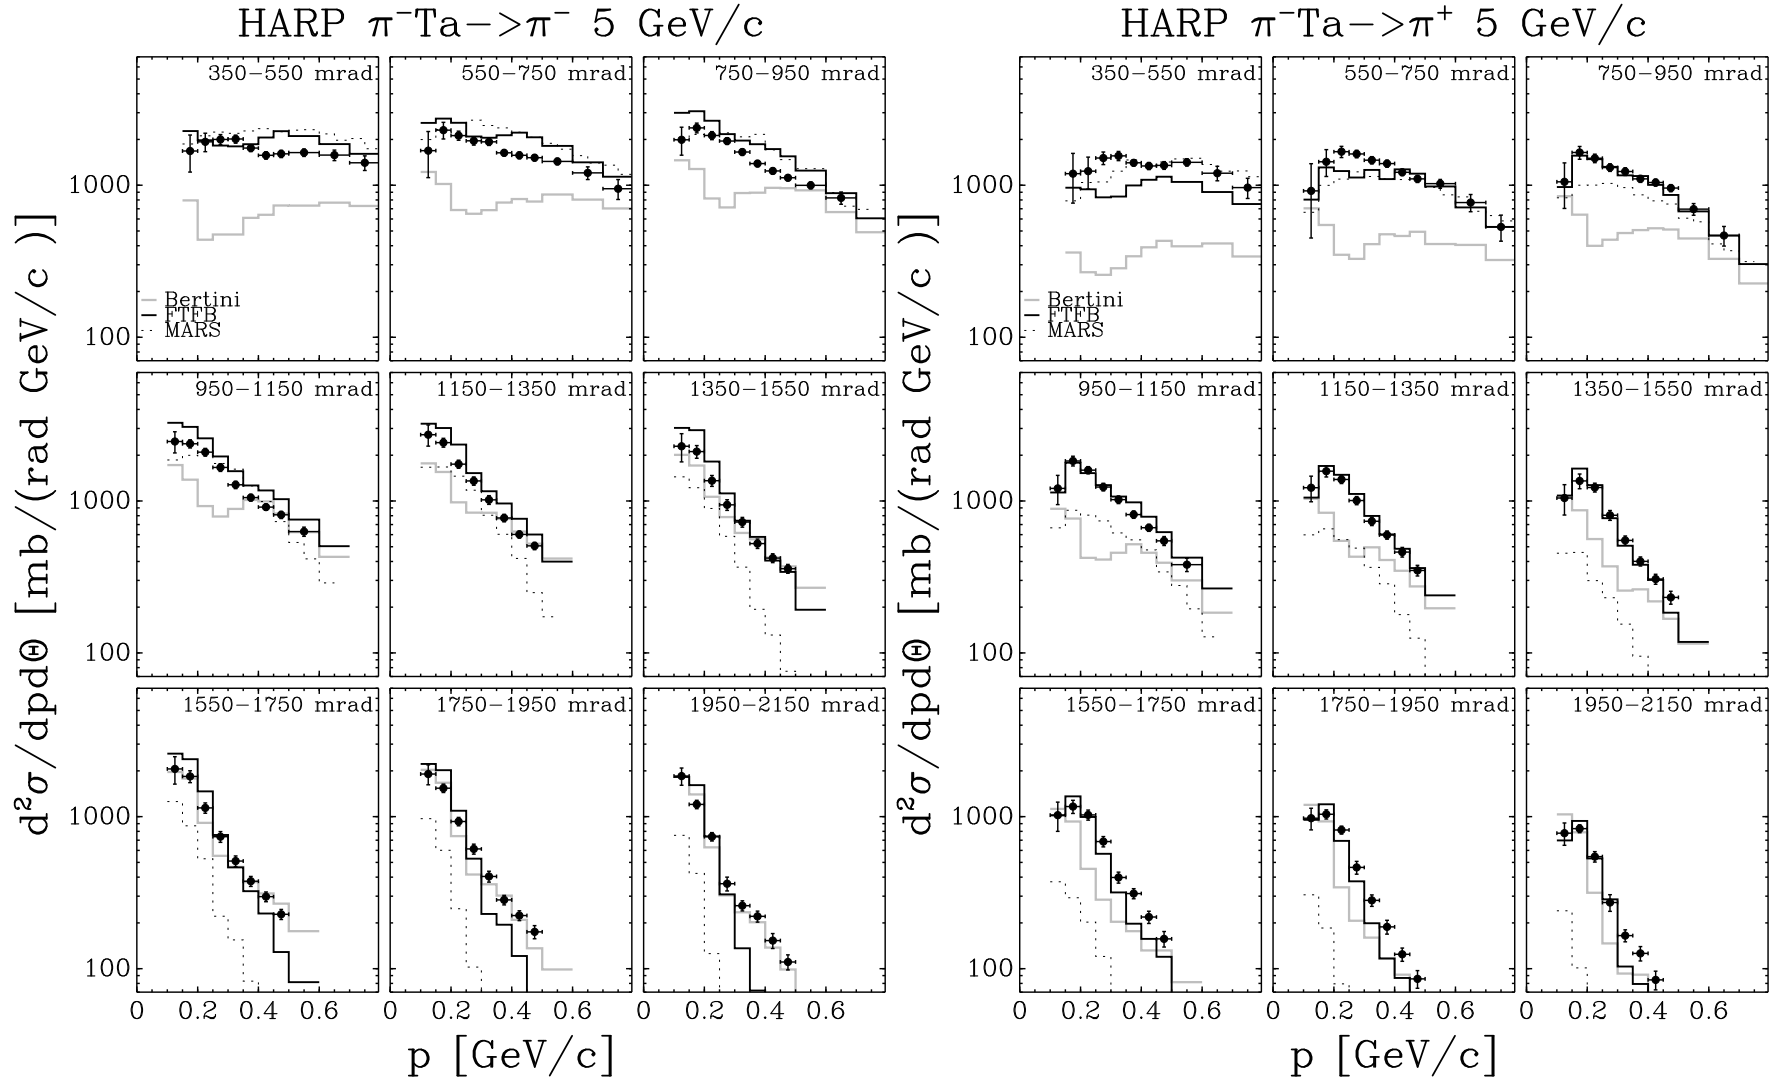 HARP π⁻Ta−>π⁻ 5 GeV/c
350−550 mrad
550−750 mrad
750−950 mrad
1000
100
Bertini
FTFB
MARS
950−1150 mrad
1150−1350 mrad
1350−1550 mrad
1000
100
1550−1750 mrad
1750−1950 mrad
1950−2150 mrad
1000
100
0 0.2 0.4 0.6 0 0.2 0.4 0.6 0 0.2 0.4 0.6
p [GeV/c]
d²σ/dpdΘ [mb/(rad GeV/c )]
HARP π⁻Ta−>π⁺ 5 GeV/c
350−550 mrad
550−750 mrad
750−950 mrad
1000
100
Bertini
FTFB
MARS
950−1150 mrad
1150−1350 mrad
1350−1550 mrad
1000
100
1550−1750 mrad
1750−1950 mrad
1950−2150 mrad
1000
100
0 0.2 0.4 0.6 0 0.2 0.4 0.6 0 0.2 0.4 0.6
p [GeV/c]
d²σ/dpdΘ [mb/(rad GeV/c )]